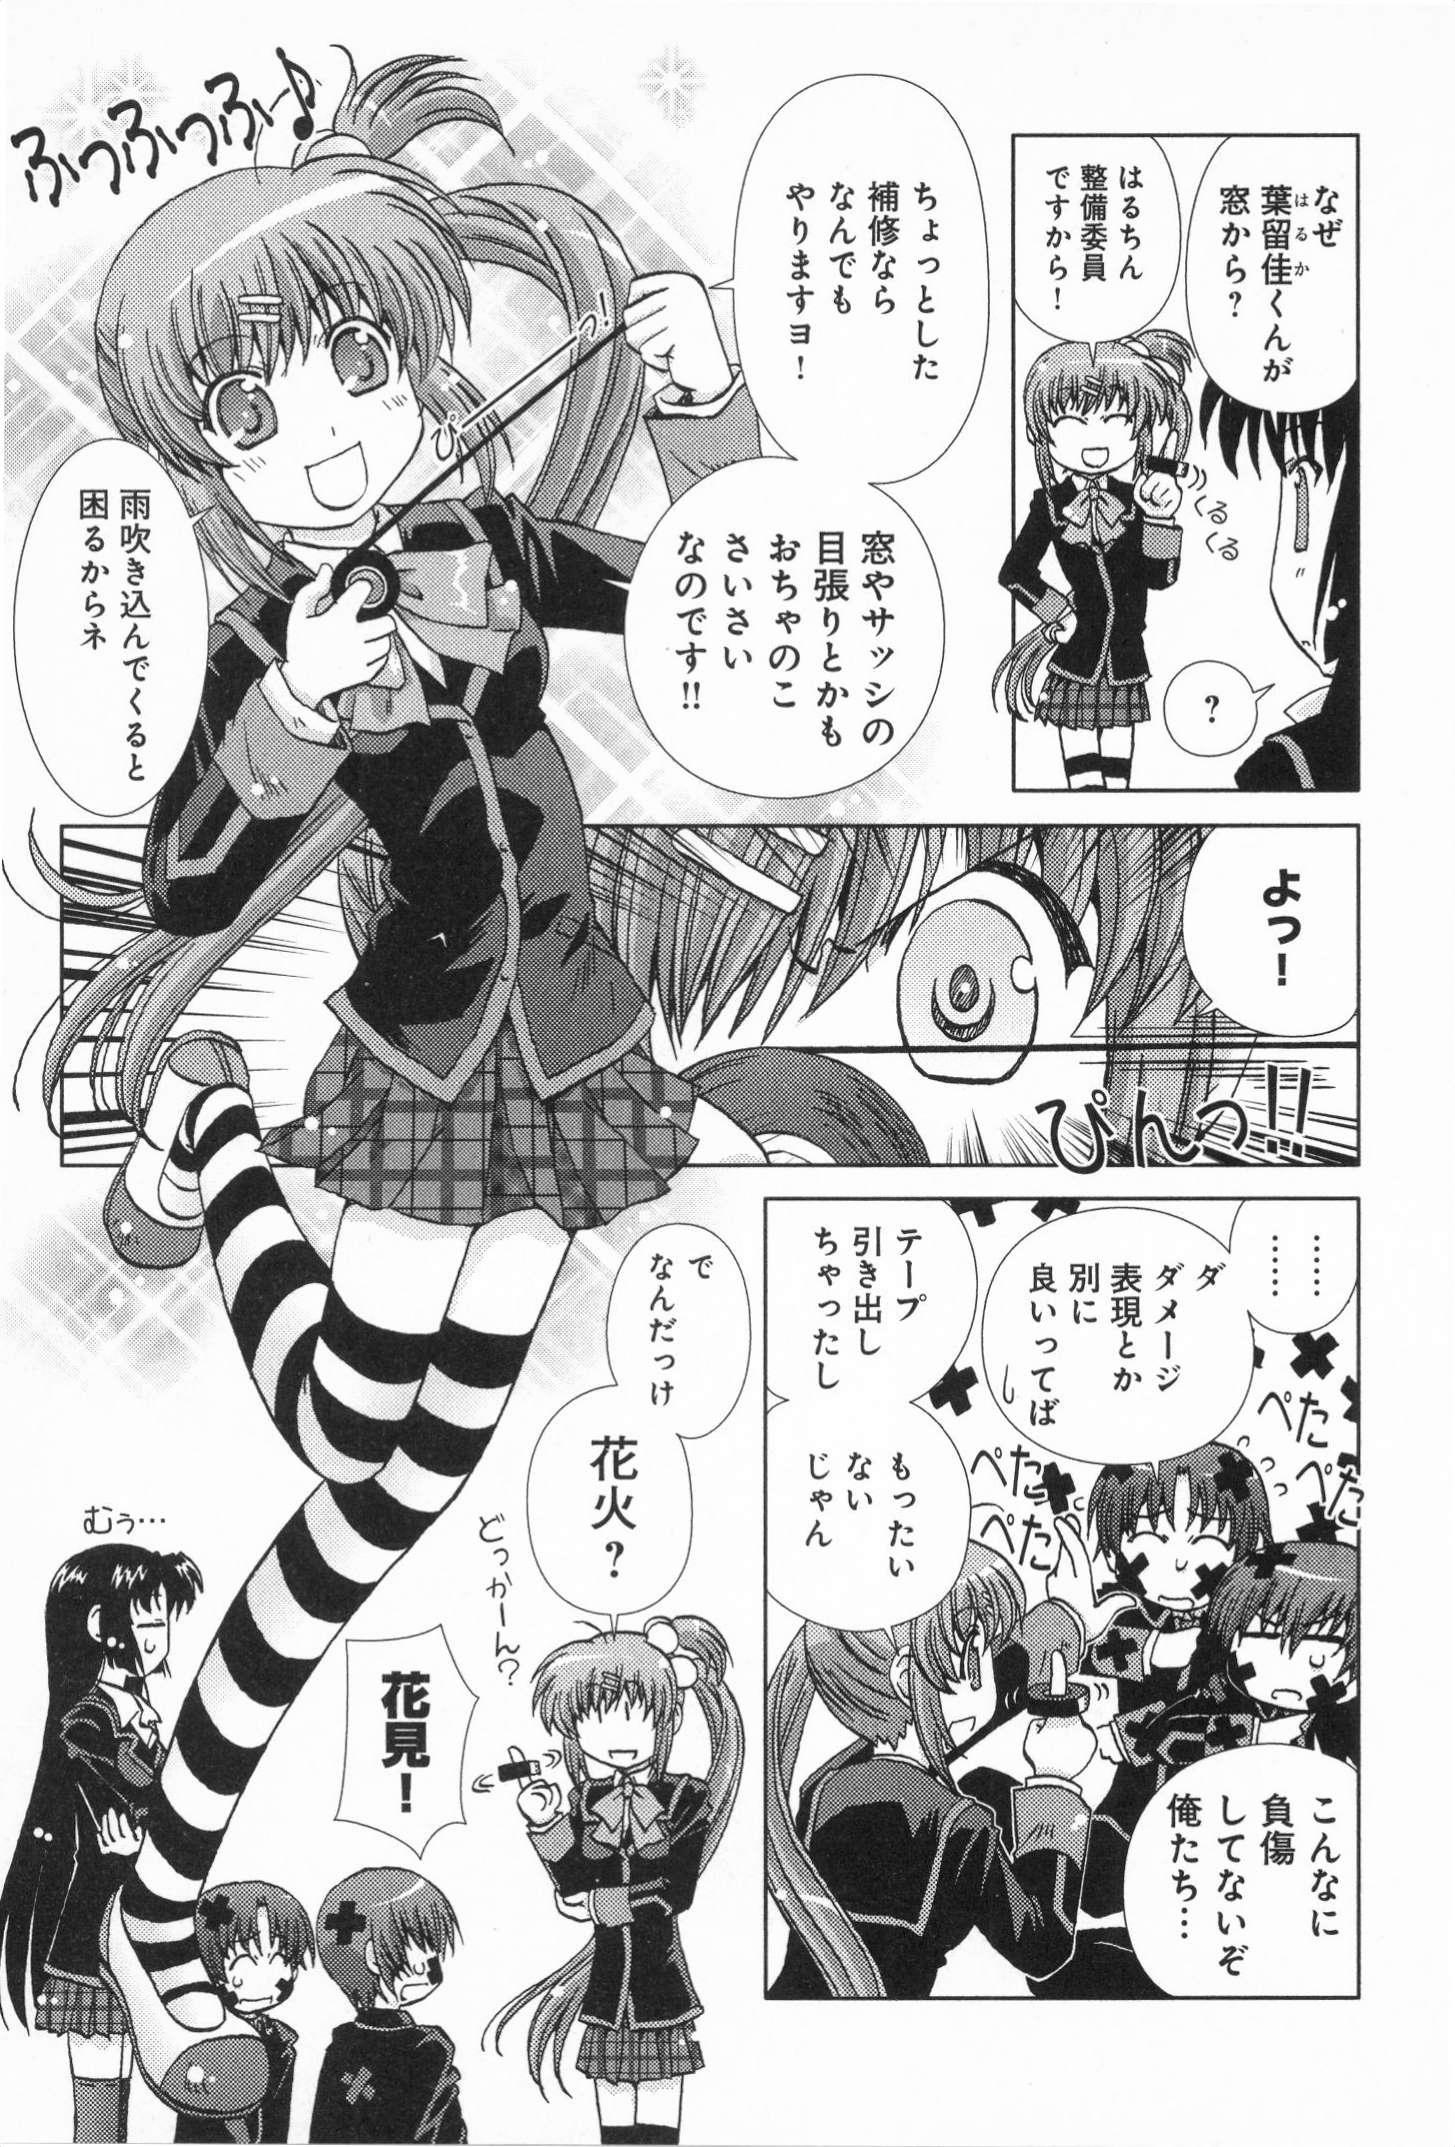 なぜ
葉留佳くんが
はるか
窓から?
はるちん
整備委員
ですから!
くるくる
?
ちょっとした
補修なら
なんでも
やりますヨ!
窓やサッシの
目張りとかも
おちゃのこ
さいさい
なのです!!
ふっふっふー♪
びーっ!
雨吹き込んでくると
困るからネ
よっ!
ぴんっ!!
……
……
ダ
ダメージ
表現とか
別に
良いってば
ぺたぺた
ぺたぺた
テープ
引き出し
ちゃったし
もったい
ない
じゃん
こんなに
負傷
してないぞ
俺たち…
で
なんだっけ
花火?
どっかーん?
花見!
むぅ…